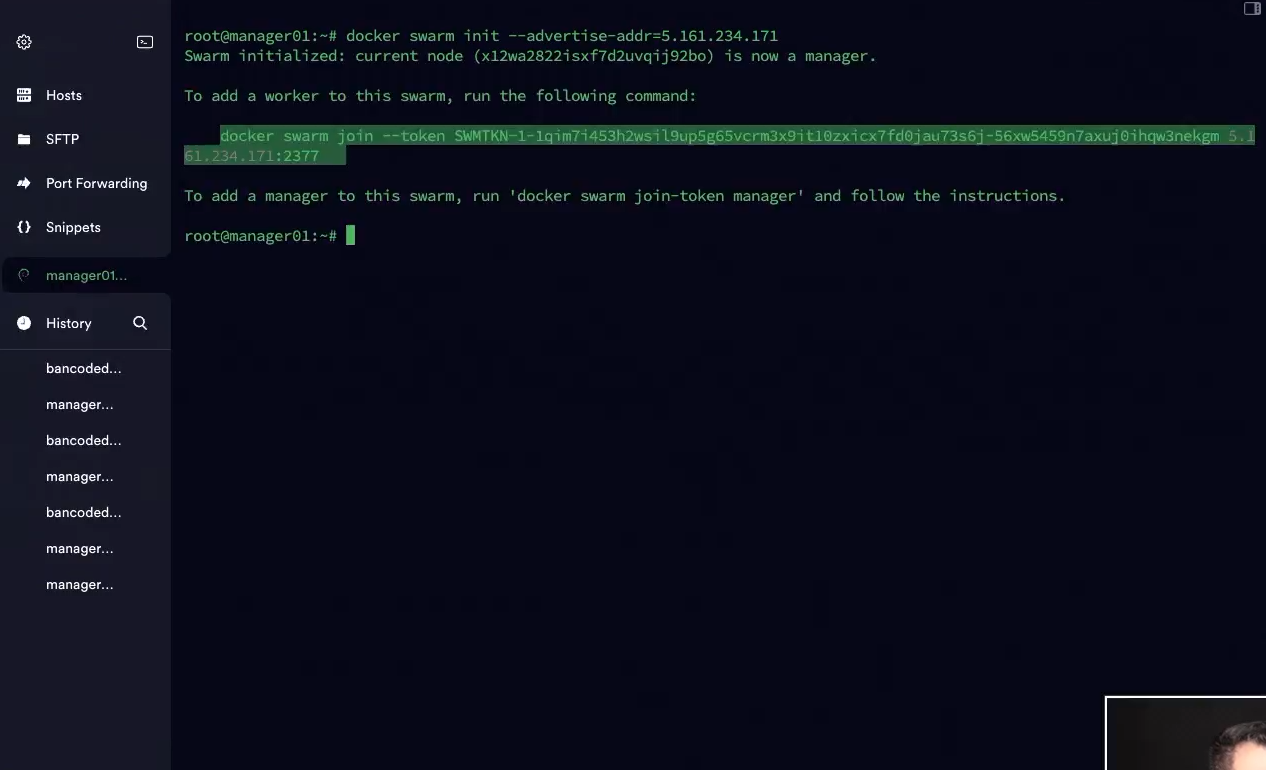 root@manager01:~# docker swarm init --advertise-addr=5.161.234.171
Swarm initialized: current node (x12wa2822isxf7d2uvqij92bo) is now a manager.
To add a worker to this swarm, run the following command:
docker swarm join --token SWMTKN-1-1qim7i453h2wsil9up5g65vcrm3x9it10zxicx7fd0jau73s6j-56xw5459n7axuj0ihqw3nekgm 5.1
61.234.171:2377
To add a manager to this swarm, run 'docker swarm join-token manager' and follow the instructions.
root@manager01:~#
Hosts
SFTP
Port Forwarding
Snippets
manager01...
History
bancoded...
manager...
bancoded...
manager...
bancoded...
manager...
manager...